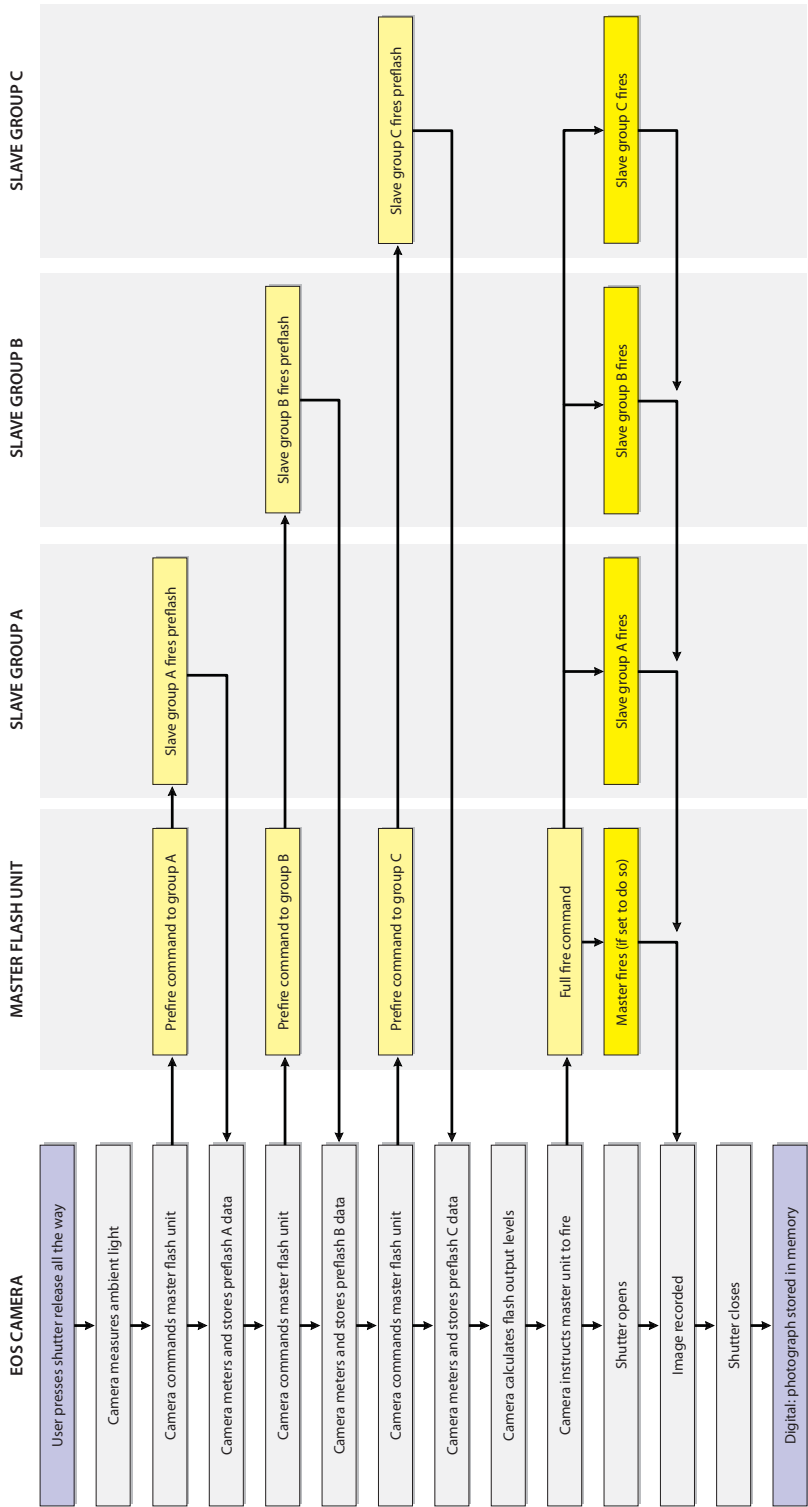 EOS CAMERA
User presses shutter release all the way
Camera measures ambient light
Camera commands master flash unit
Camera meters and stores preflash A data
Camera commands master flash unit
Camera meters and stores preflash B data
Camera commands master flash unit
Camera meters and stores preflash C data
Camera calculates flash output levels
Camera instructs master unit to fire
Shutter opens
Image recorded
Shutter closes
Digital: photograph stored in memory
MASTER FLASH UNIT
Prefire command to group A
Prefire command to group B
Prefire command to group C
Full fire command
Master fires (if set to do so)
SLAVE GROUP A
Slave group A fires preflash
Slave group A fires
SLAVE GROUP B
Slave group B fires preflash
Slave group B fires
SLAVE GROUP C
Slave group C fires preflash
Slave group C fires